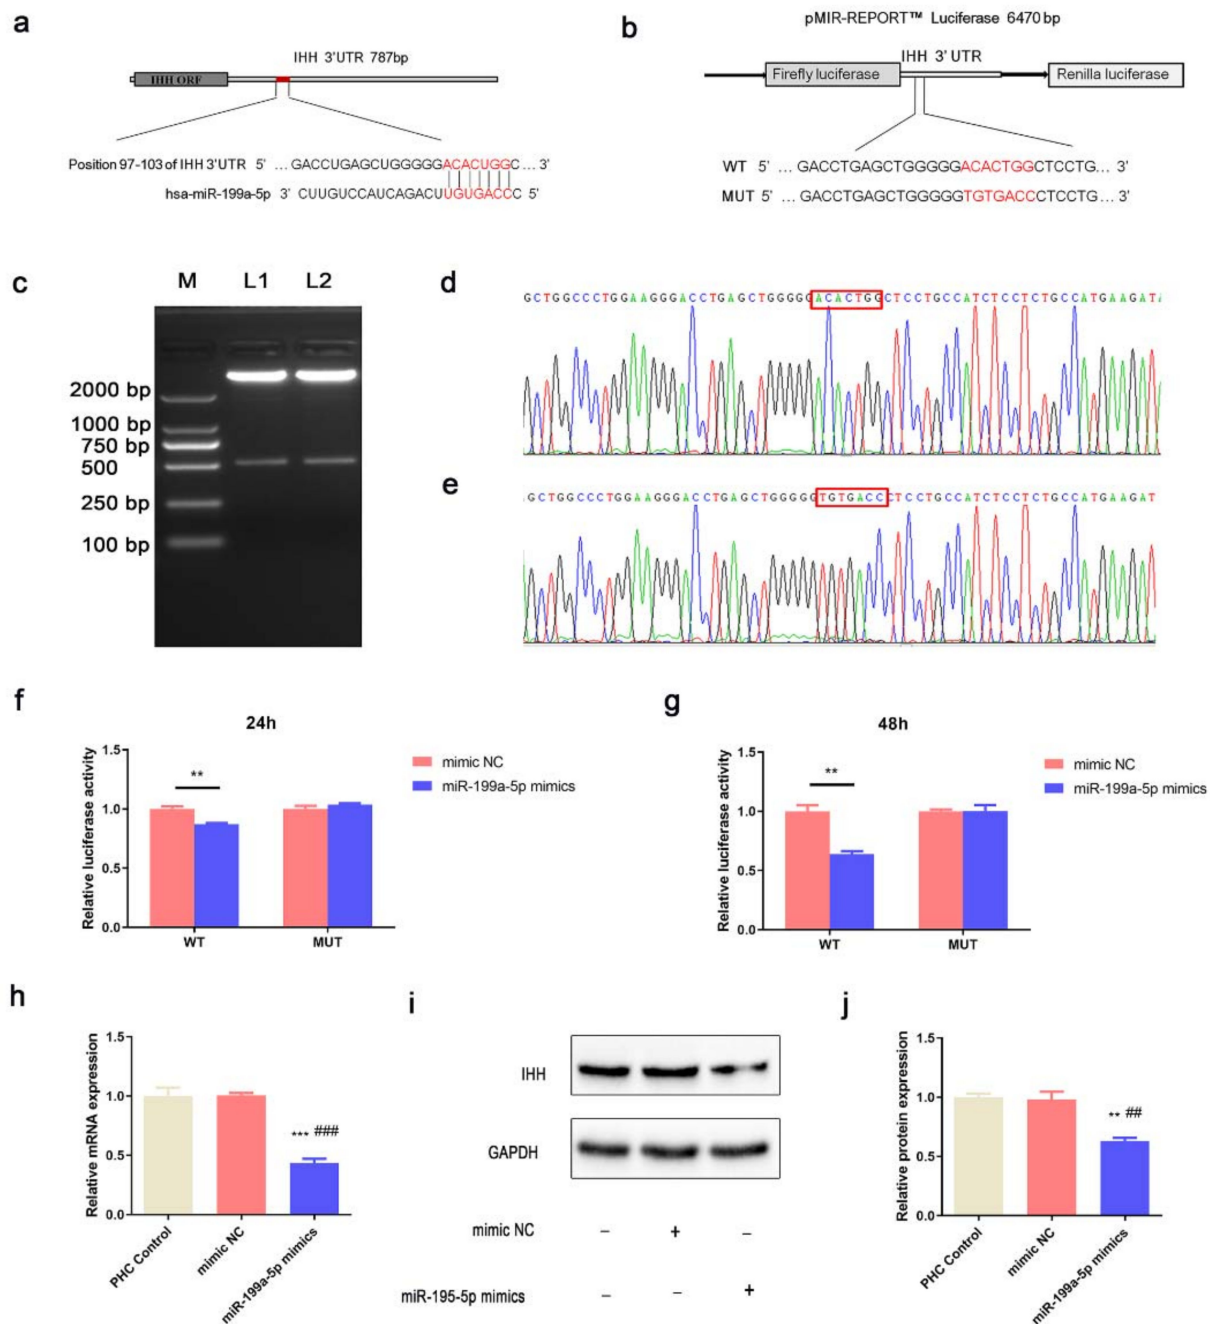 a
IHH 3'UTR 787bp
IHH ORF
Position 97-103 of IHH 3'UTR 5' ...GACCUGAGCUGGGGGACACUGGC... 3'
hsa-miR-199a-5p 3' CUUGUCCAUCAGACUUGUGACCC 5'
b
pMIR-REPORT™ Luciferase 6470 bp
IHH 3' UTR
Firefly luciferase
Renilla luciferase
WT 5' ... GACCTGAGCTGGGGGACACTGGCTCCTG... 3'
MUT 5' ... GACCTGAGCTGGGGGTGTGACCCTCCTG... 3'
c
M L1 L2
2000 bp
1000 bp
750 bp
500
250 bp
100 bp
d
GCTGGCCCTGGAAGGGACCTGAGCTGGGGGACACTGGCTCCTGCCATCTCCTCTGCCATGAAGATA
e
GCTGGCCCTGGAAGGGACCTGAGCTGGGGGTGTGACCCTCCTGCCATCTCCTCTGCCATGAAGAT
f
24h
Relative luciferase activity
1.5
1.0
0.5
0.0
**
WT
MUT
mimic NC
miR-199a-5p mimics
g
48h
Relative luciferase activity
1.5
1.0
0.5
0.0
**
WT
MUT
mimic NC
miR-199a-5p mimics
h
Relative mRNA expression
1.5
1.0
0.5
0.0
*** ###
PHC Control
mimic NC
miR-199a-5p mimics
i
IHH
GAPDH
mimic NC − + −
miR-195-5p mimics − − +
j
Relative protein expression
1.5
1.0
0.5
0.0
** ##
PHC Control
mimic NC
miR-199a-5p mimics